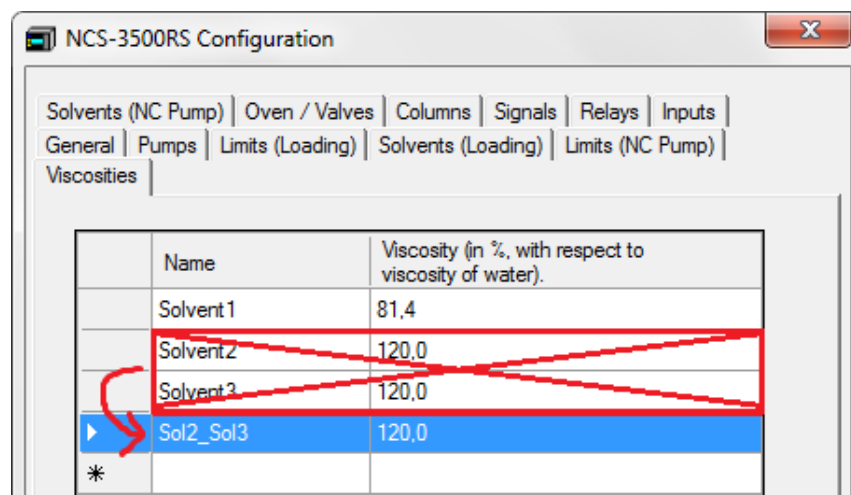 NCS-3500RS Configuration
Solvents (NC Pump) Oven / Valves Columns Signals Relays Inputs
General Pumps Limits (Loading) Solvents (Loading) Limits (NC Pump)
Viscosities
Name Viscosity (in %, with respect to
viscosity of water).
Solvent1 81,4
Solvent2 120,0
Solvent3 120,0
Sol2_Sol3 120,0